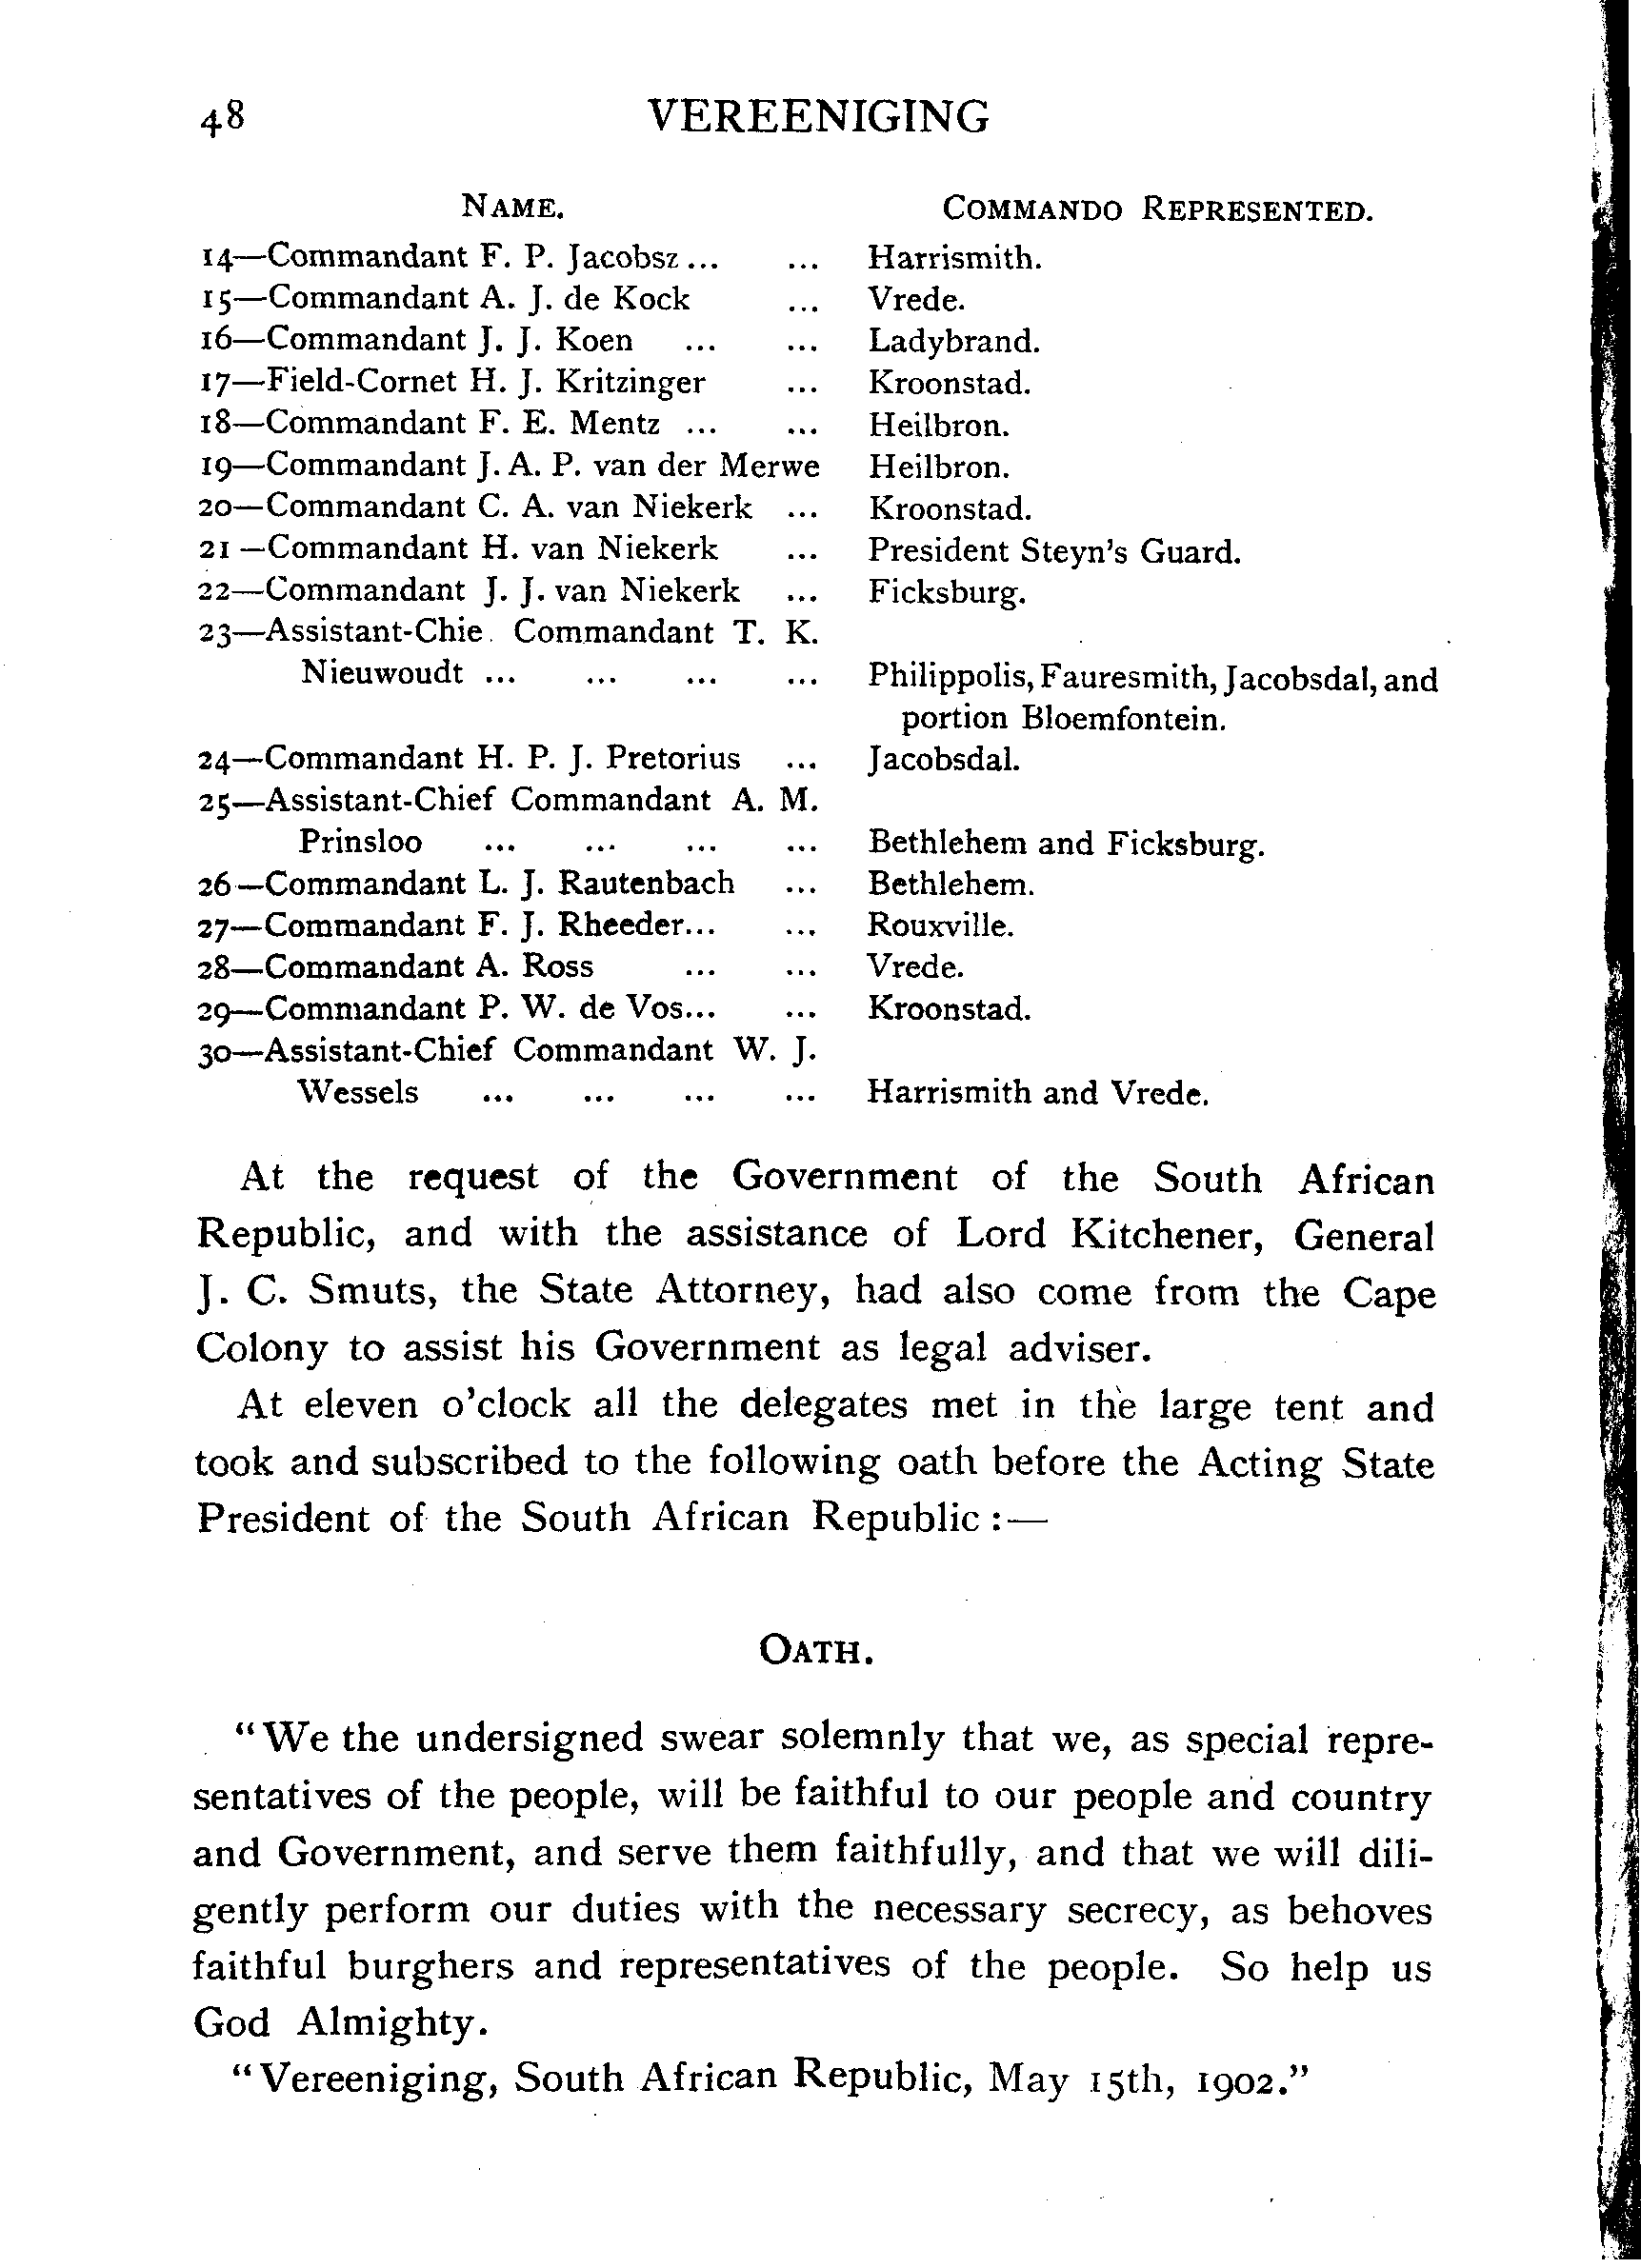 48 VEREENIGING
NAME. COMMANDO REPRESENTED.
14—Commandant F. P. Jacobsz ... ... Harrismith.
15—Commandant A. J. de Kock ... Vrede.
16—Commandant J. J. Koen ... ... Ladybrand.
17—Field-Cornet H. J. Kritzinger ... Kroonstad.
18—Commandant F. E. Mentz ... ... Heilbron.
19—Commandant J. A. P. van der Merwe Heilbron.
20—Commandant C. A. van Niekerk ... Kroonstad.
21—Commandant H. van Niekerk ... President Steyn's Guard.
22—Commandant J. J. van Niekerk ... Ficksburg.
23—Assistant-Chie. Commandant T. K.
Nieuwoudt ... ... ... ... Philippolis, Fauresmith, Jacobsdal, and
portion Bloemfontein.
24—Commandant H. P. J. Pretorius ... Jacobsdal.
25—Assistant-Chief Commandant A. M.
Prinsloo ... ... ... ... Bethlehem and Ficksburg.
26—Commandant L. J. Rautenbach ... Bethlehem.
27—Commandant F. J. Rheeder... ... Rouxville.
28—Commandant A. Ross ... ... Vrede.
29—Commandant P. W. de Vos... ... Kroonstad.
30—Assistant-Chief Commandant W. J.
Wessels ... ... ... ... Harrismith and Vrede.
At the request of the Government of the South African
Republic, and with the assistance of Lord Kitchener, General
J. C. Smuts, the State Attorney, had also come from the Cape
Colony to assist his Government as legal adviser.
At eleven o'clock all the delegates met in the large tent and
took and subscribed to the following oath before the Acting State
President of the South African Republic :—
OATH.
"We the undersigned swear solemnly that we, as special repre-
sentatives of the people, will be faithful to our people and country
and Government, and serve them faithfully, and that we will dili-
gently perform our duties with the necessary secrecy, as behoves
faithful burghers and representatives of the people. So help us
God Almighty.
"Vereeniging, South African Republic, May 15th, 1902."